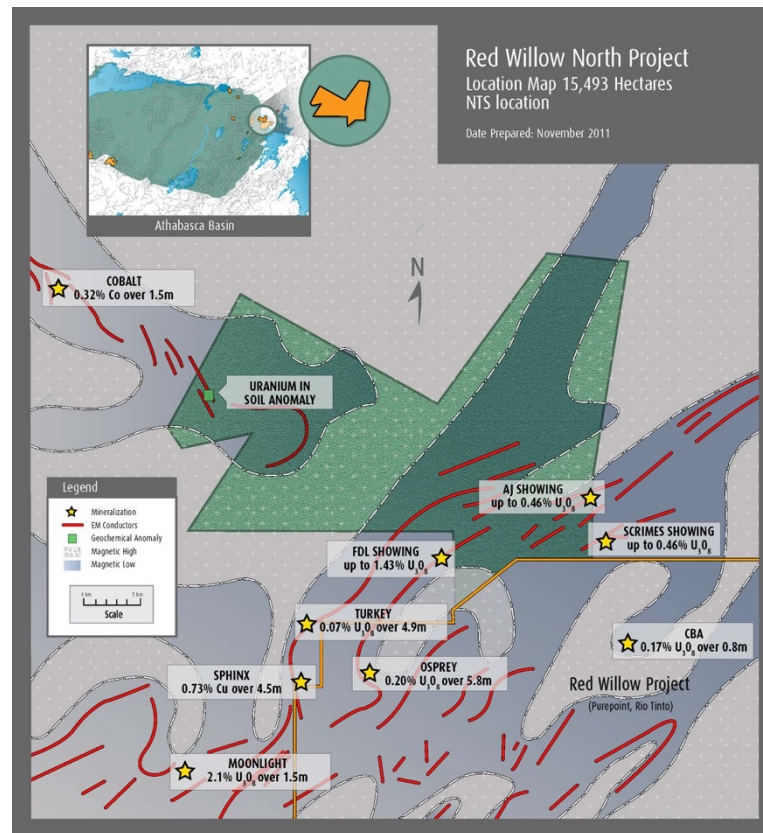 Red Willow North Project
Location Map 15,493 Hectares
NTS location
Date Prepared: November 2011
Athabasca Basin
N
COBALT
0.32% Co over 1.5m
URANIUM IN
SOIL ANOMALY
Legend
Mineralization
EM Conductors
Geochemical Anomaly
Magnetic High
Magnetic Low
0 km 5 km
Scale
AJ SHOWING
up to 0.46% U₃O₈
SCRIMES SHOWING
up to 0.46% U₃O₈
FDL SHOWING
up to 1.43% U₃O₈
TURKEY
0.07% U₃O₈ over 4.9m
CBA
0.17% U₃O₈ over 0.8m
SPHINX
0.73% Cu over 4.5m
OSPREY
0.20% U₃O₈ over 5.8m
Red Willow Project
(Purepoint, Rio Tinto)
MOONLIGHT
2.1% U₃O₈ over 1.5m